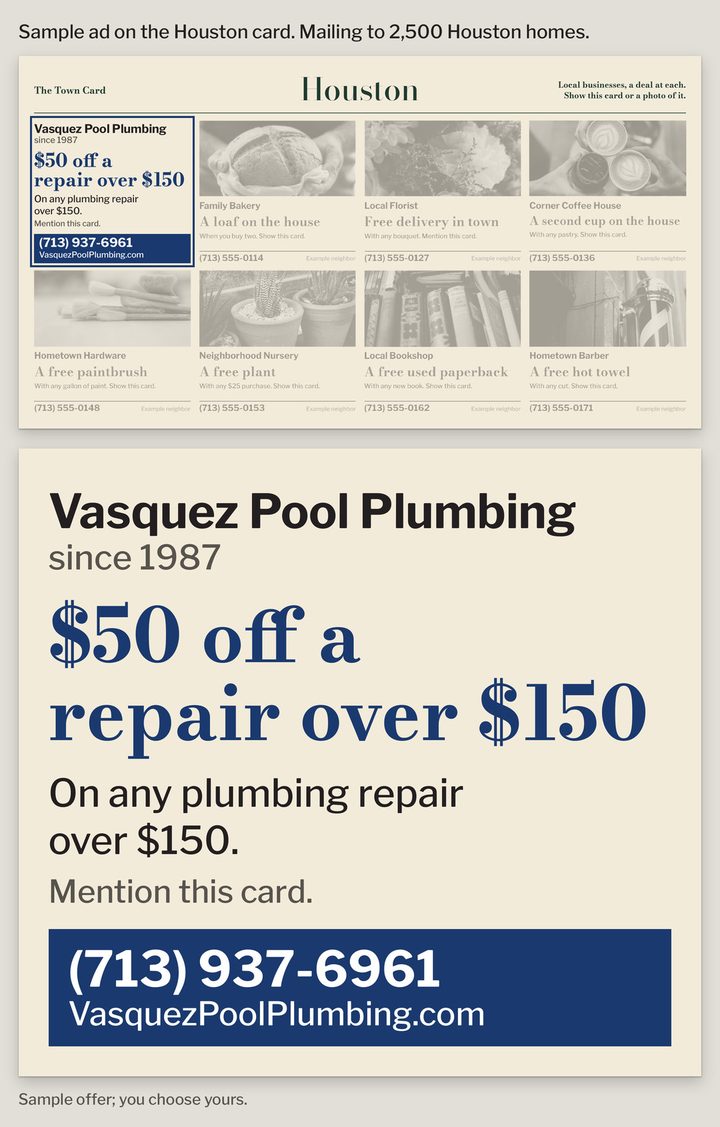 Sample ad on the Houston card. Mailing to 2,500 Houston homes.
The Town Card
Houston
Local businesses, a deal at each.
Show this card or a photo of it.
Vasquez Pool Plumbing
since 1987
$50 off a
repair over $150
On any plumbing repair
over $150.
Mention this card.
(713) 937-6961
VasquezPoolPlumbing.com
Family Bakery
A loaf on the house
When you buy two. Show this card.
(713) 555-0114
Example neighbor
Local Florist
Free delivery in town
With any bouquet. Mention this card.
(713) 555-0127
Example neighbor
Corner Coffee House
A second cup on the house
With any pastry. Show this card.
(713) 555-0136
Example neighbor
Hometown Hardware
A free paintbrush
With any gallon of paint. Show this card.
(713) 555-0148
Example neighbor
Neighborhood Nursery
A free plant
With any $25 purchase. Show this card.
(713) 555-0153
Example neighbor
Local Bookshop
A free used paperback
With any new book. Show this card.
(713) 555-0162
Example neighbor
Hometown Barber
A free hot towel
With any cut. Show this card.
(713) 555-0171
Example neighbor
Vasquez Pool Plumbing
since 1987
$50 off a
repair over $150
On any plumbing repair
over $150.
Mention this card.
(713) 937-6961
VasquezPoolPlumbing.com
Sample offer; you choose yours.